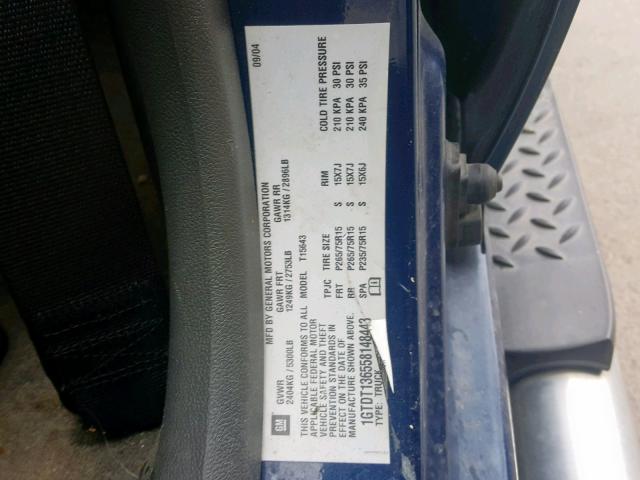 MFD BY GENERAL MOTORS CORPORATION 09/04
GVWR GAWR FRT GAWR RR
GM 2404KG / 5300LB 1249KG / 2753LB 1314KG / 2896LB
THIS VEHICLE CONFORMS TO ALL MODEL T15643
APPLICABLE FEDERAL MOTOR
VEHICLE SAFETY AND THEFT
PREVENTION STANDARDS IN
EFFECT ON THE DATE OF
MANUFACTURE SHOWN ABOVE.
TPJC TIRE SIZE RIM COLD TIRE PRESSURE
FRT P265/75R15 S 15X7J 210 KPA 30 PSI
RR P265/75R15 S 15X7J 210 KPA 30 PSI
SPA P235/75R15 S 15X6J 240 KPA 35 PSI
1GTDT136558148443
TYPE: TRUCK